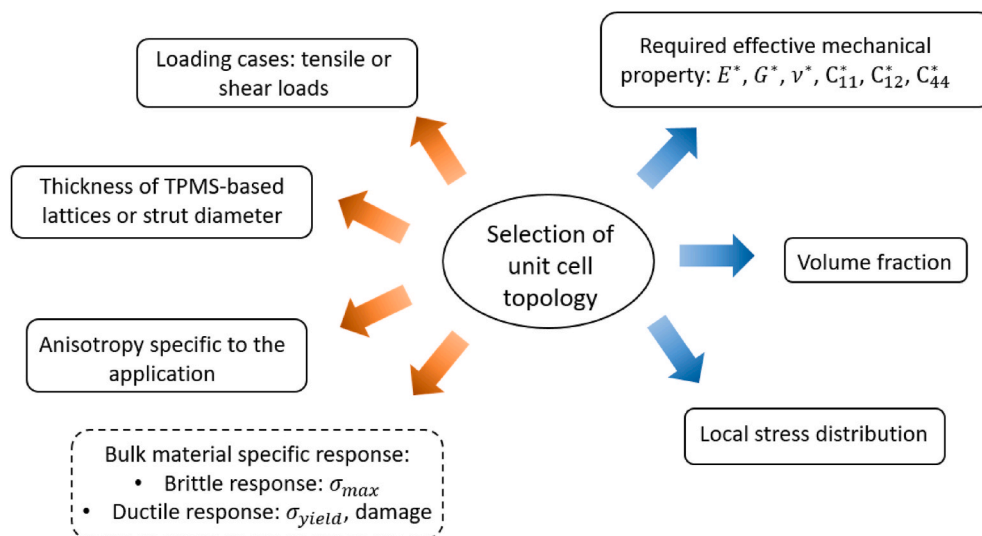 Loading cases: tensile or
shear loads
Required effective mechanical
property: E*, G*, ν*, C*₁₁, C*₁₂, C*₄₄
Thickness of TPMS-based
lattices or strut diameter
Selection of
unit cell
topology
Volume fraction
Anisotropy specific to the
application
Local stress distribution
Bulk material specific response:
• Brittle response: σ_max
• Ductile response: σ_yield, damage